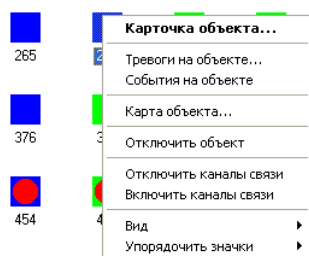 Карточка объекта...
265
Тревоги на объекте...
События на объекте
Карта объекта...
376
Отключить объект
Отключить каналы связи
Включить каналы связи
454
Вид
Упорядочить значки